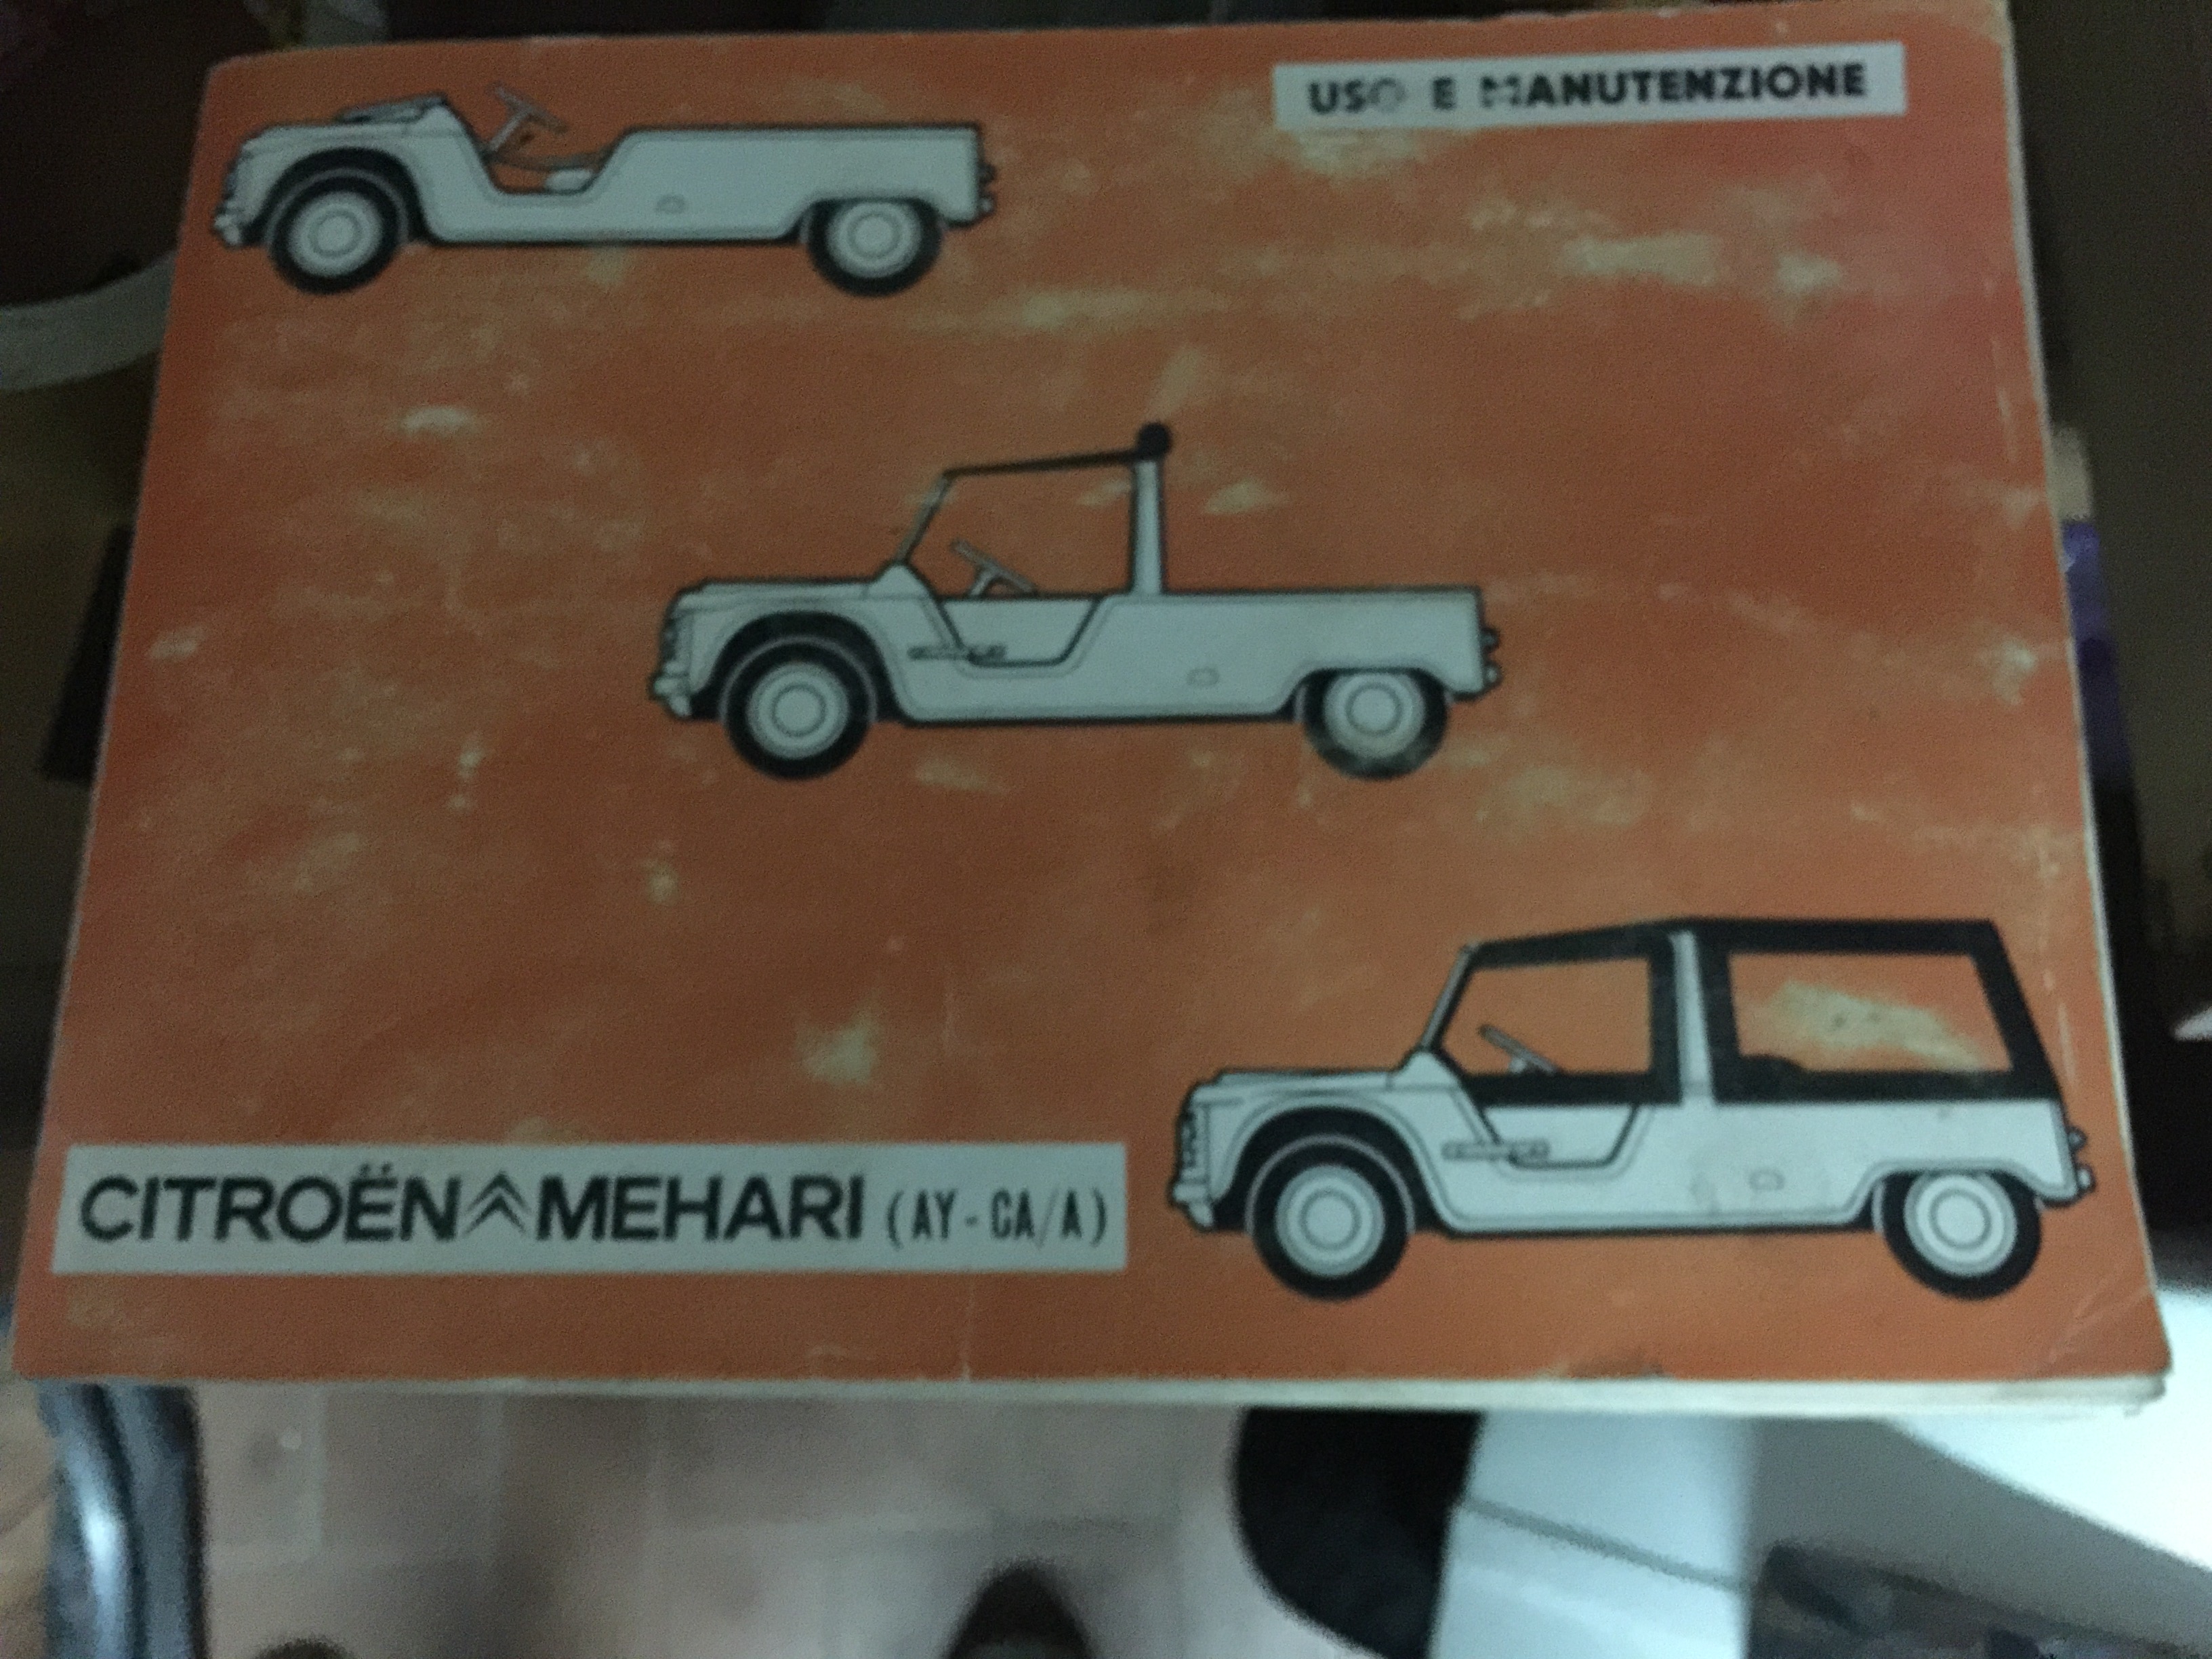 USO E MANUTENZIONE
CITROËN MEHARI (AY-CA/A)